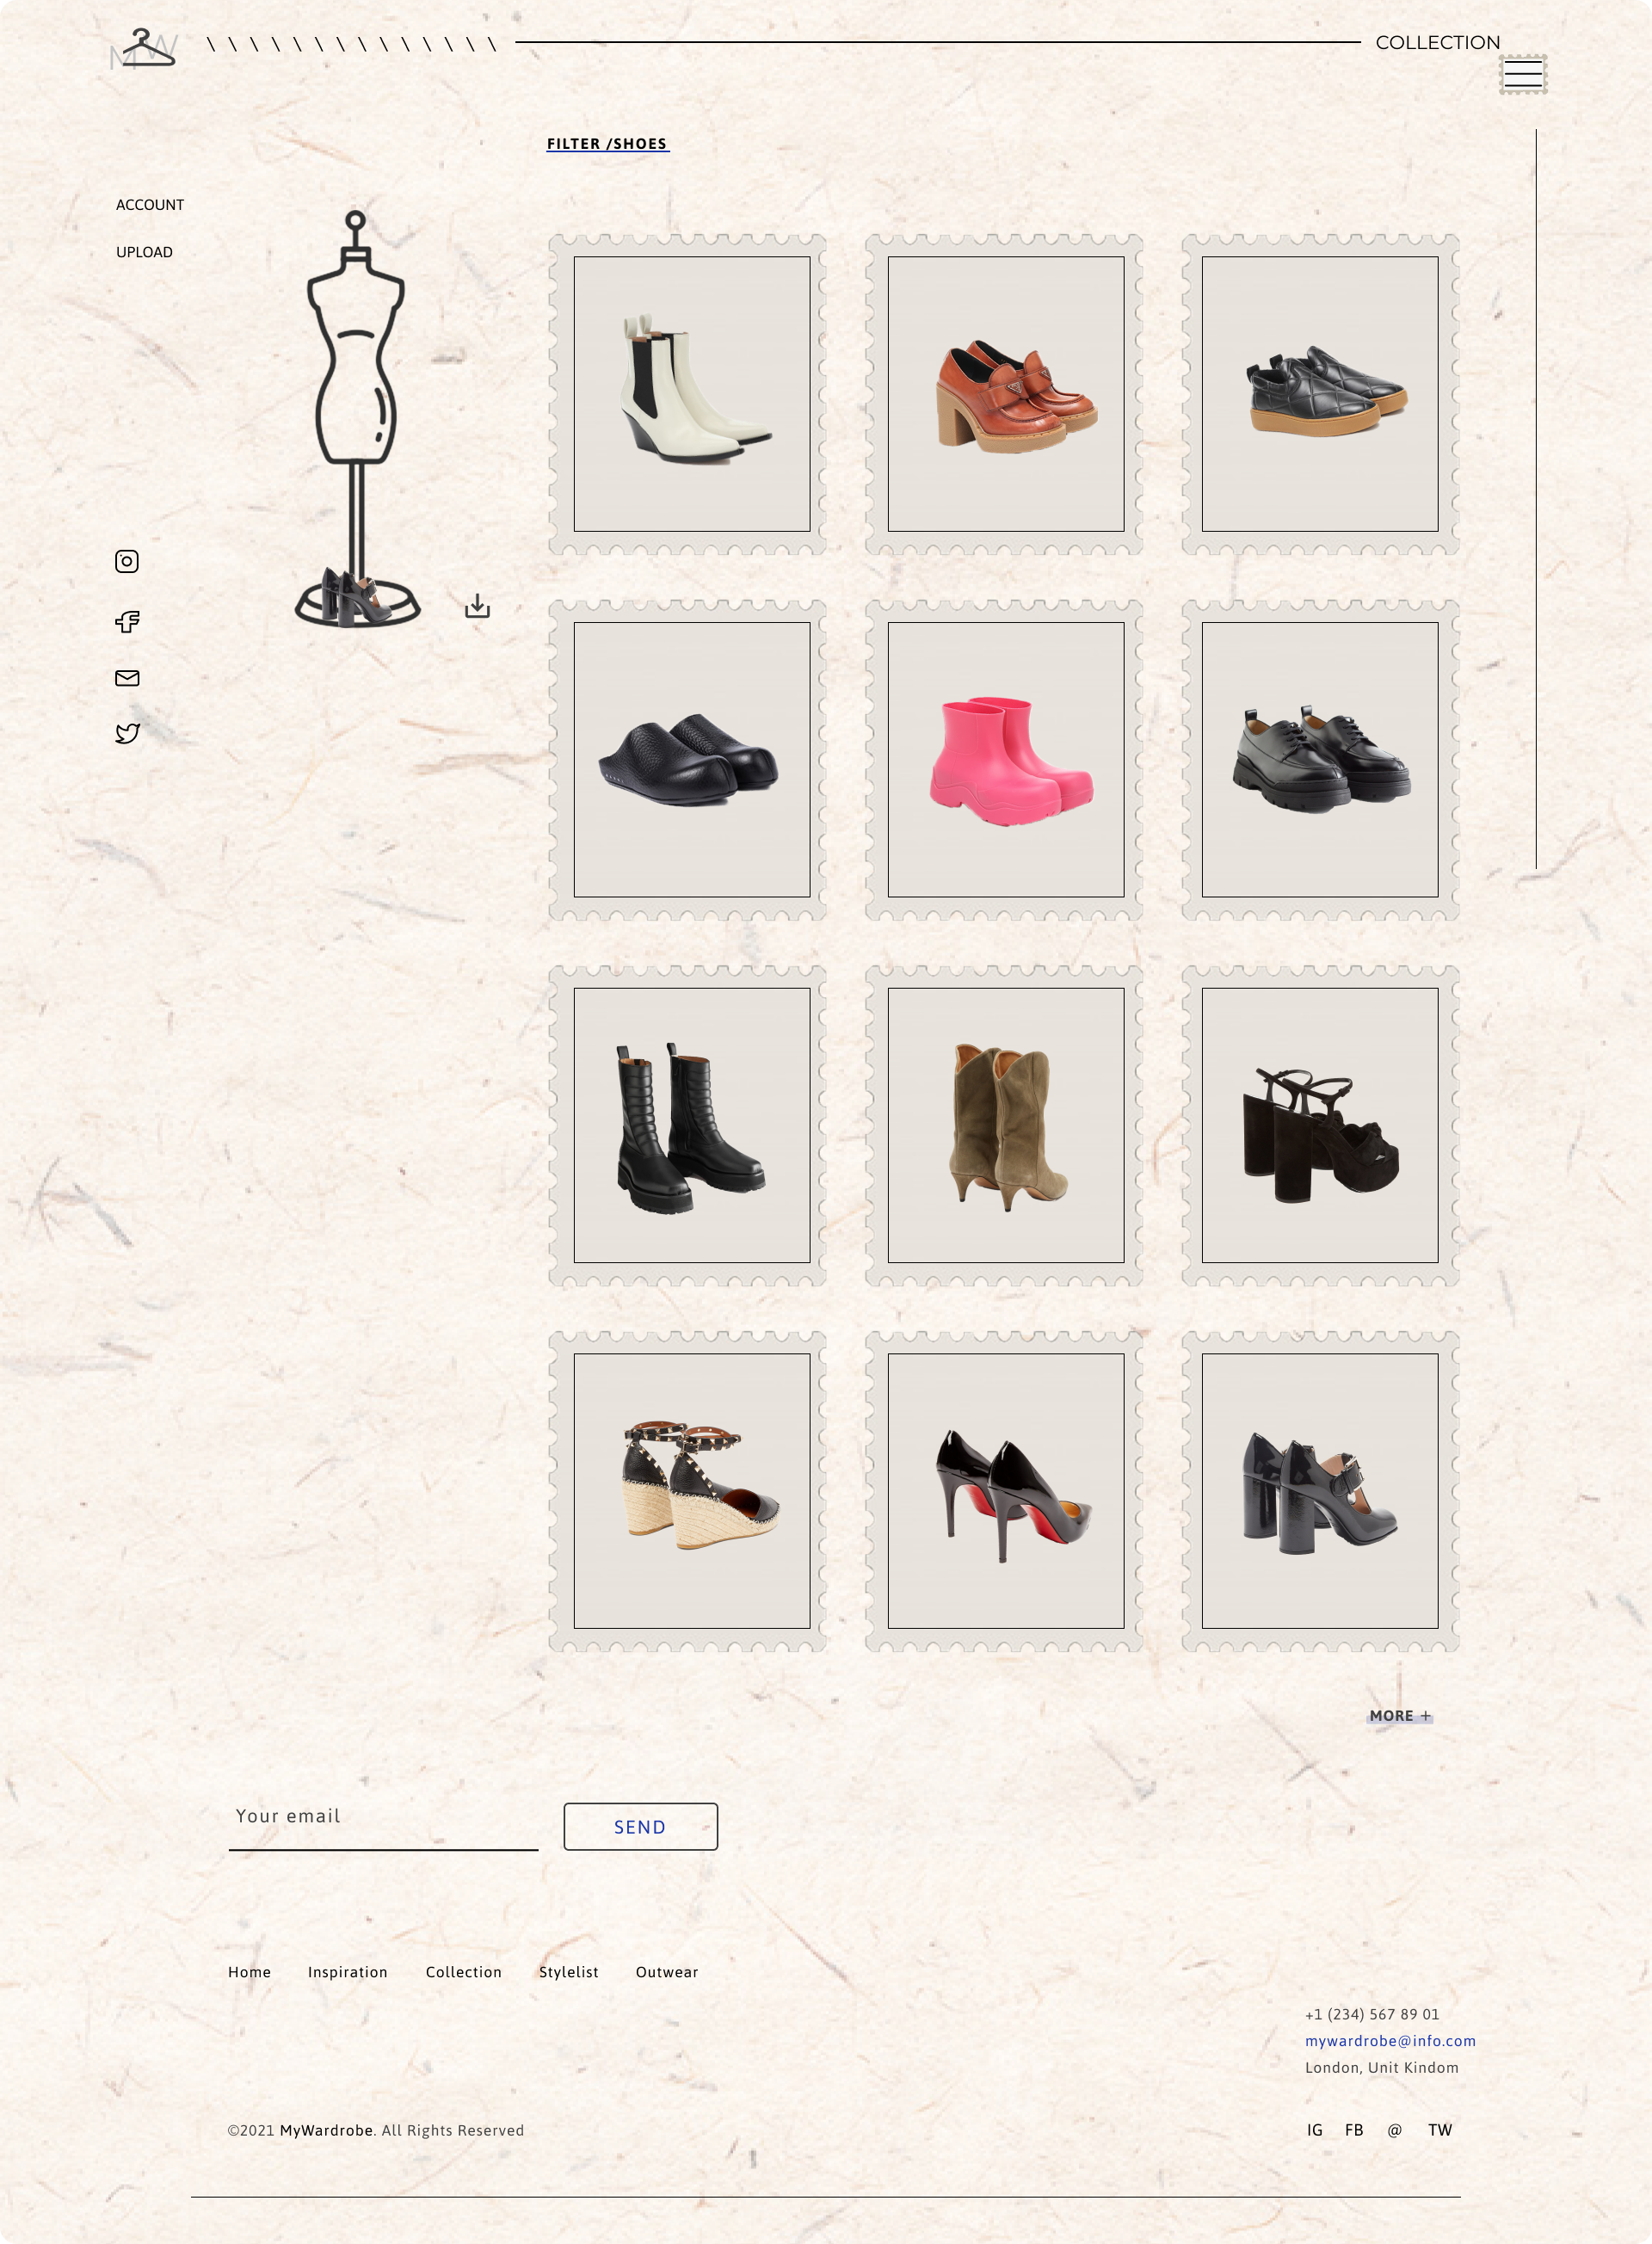 MW
COLLECTION
FILTER /SHOES
ACCOUNT
UPLOAD
MORE +
Your email
SEND
Home Inspiration Collection Stylelist Outwear
+1 (234) 567 89 01
mywardrobe@info.com
London, Unit Kindom
©2021 MyWardrobe. All Rights Reserved
IG FB @ TW